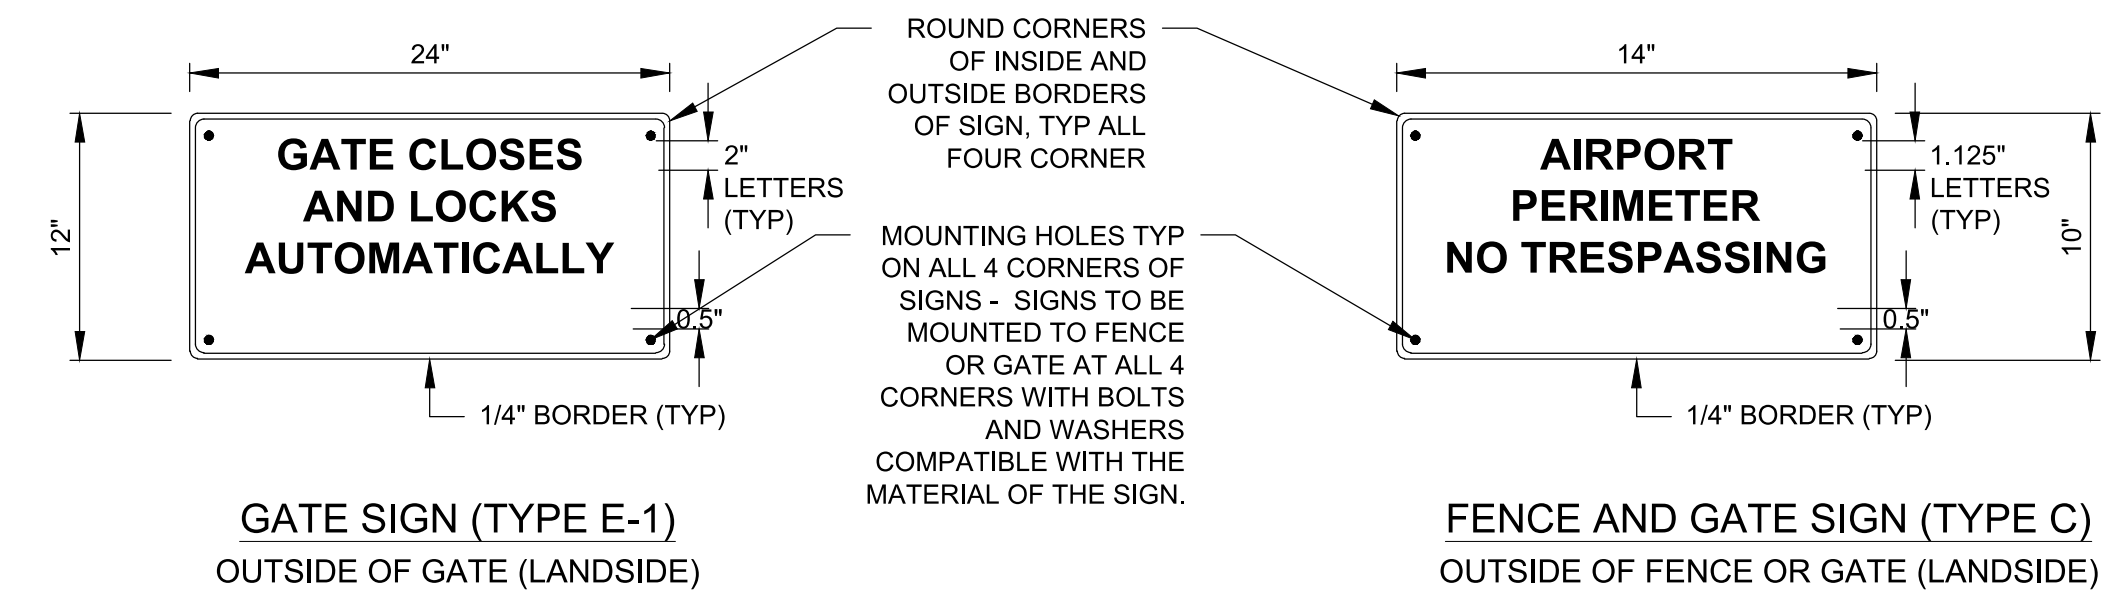 24"
12"
GATE CLOSES
AND LOCKS
AUTOMATICALLY
2"
LETTERS
(TYP)
0.5"
1/4" BORDER (TYP)
GATE SIGN (TYPE E-1)
OUTSIDE OF GATE (LANDSIDE)
ROUND CORNERS
OF INSIDE AND
OUTSIDE BORDERS
OF SIGN, TYP ALL
FOUR CORNER
MOUNTING HOLES TYP
ON ALL 4 CORNERS OF
SIGNS - SIGNS TO BE
MOUNTED TO FENCE
OR GATE AT ALL 4
CORNERS WITH BOLTS
AND WASHERS
COMPATIBLE WITH THE
MATERIAL OF THE SIGN.
14"
AIRPORT
PERIMETER
NO TRESPASSING
1.125"
LETTERS
(TYP)
10"
0.5"
1/4" BORDER (TYP)
FENCE AND GATE SIGN (TYPE C)
OUTSIDE OF FENCE OR GATE (LANDSIDE)